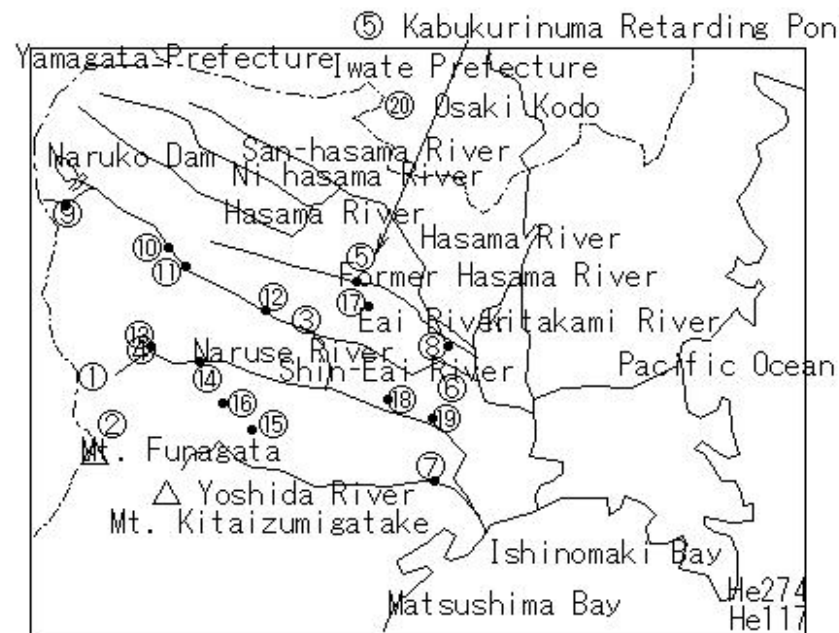 ⑤ Kabukurinuma Retarding Pon
Yamagata Prefecture
Iwate Prefecture
⑳ Osaki Kodo
San-hasama River
Naruko Dam
Ni hasama River
⑨
Hasama River
Hasama River
⑩
⑪
⑤
Former Hasama River
⑫
⑰
③
Eai River
Kitakami River
⑬
④
Naruse River
⑧
Pacific Ocean
①
⑭
Shin-Eai River
⑥
⑯
⑱
②
⑮
⑲
Mt. Funagata
⑦
Yoshida River
Mt. Kitaizumigatake
Ishinomaki Bay
Matsushima Bay
He274
He117